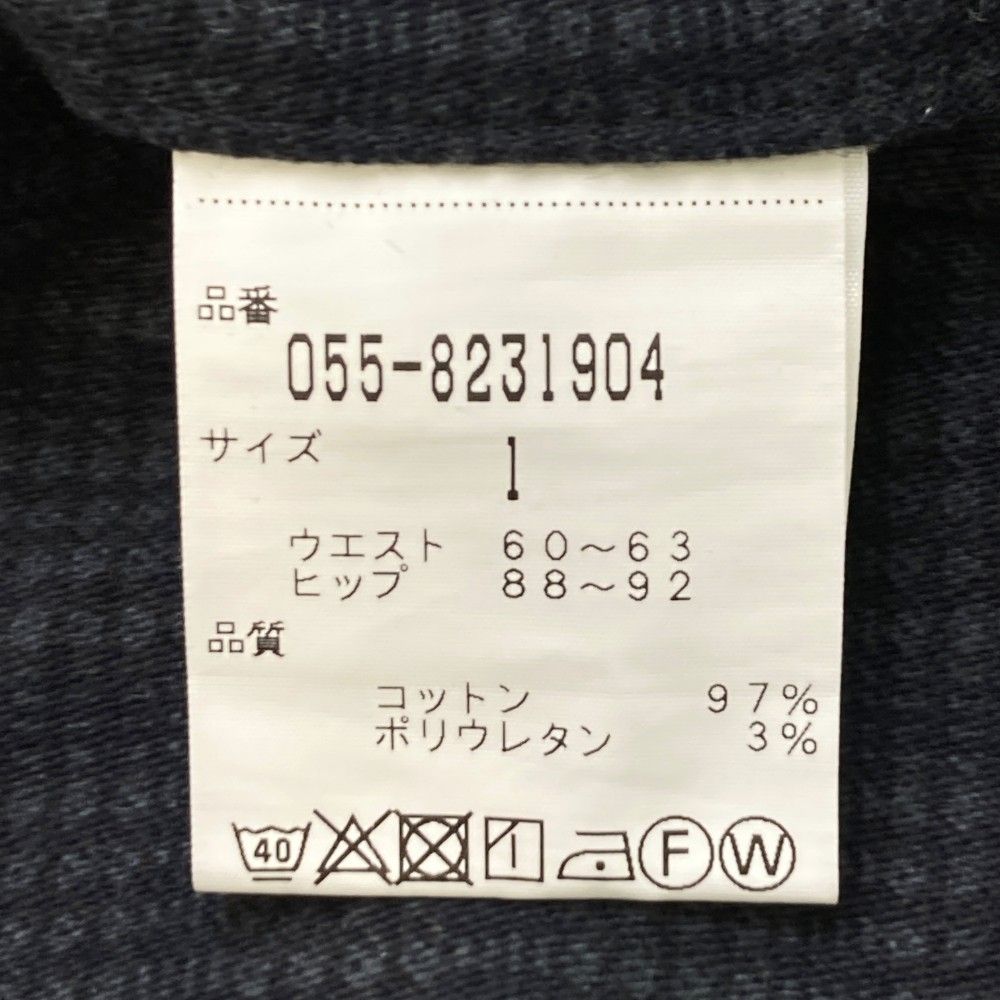 品番
055-8231904
サイズ 1
ウエスト 60～63
ヒップ 88～92
品質
コットン 97%
ポリウレタン 3%
40 F W